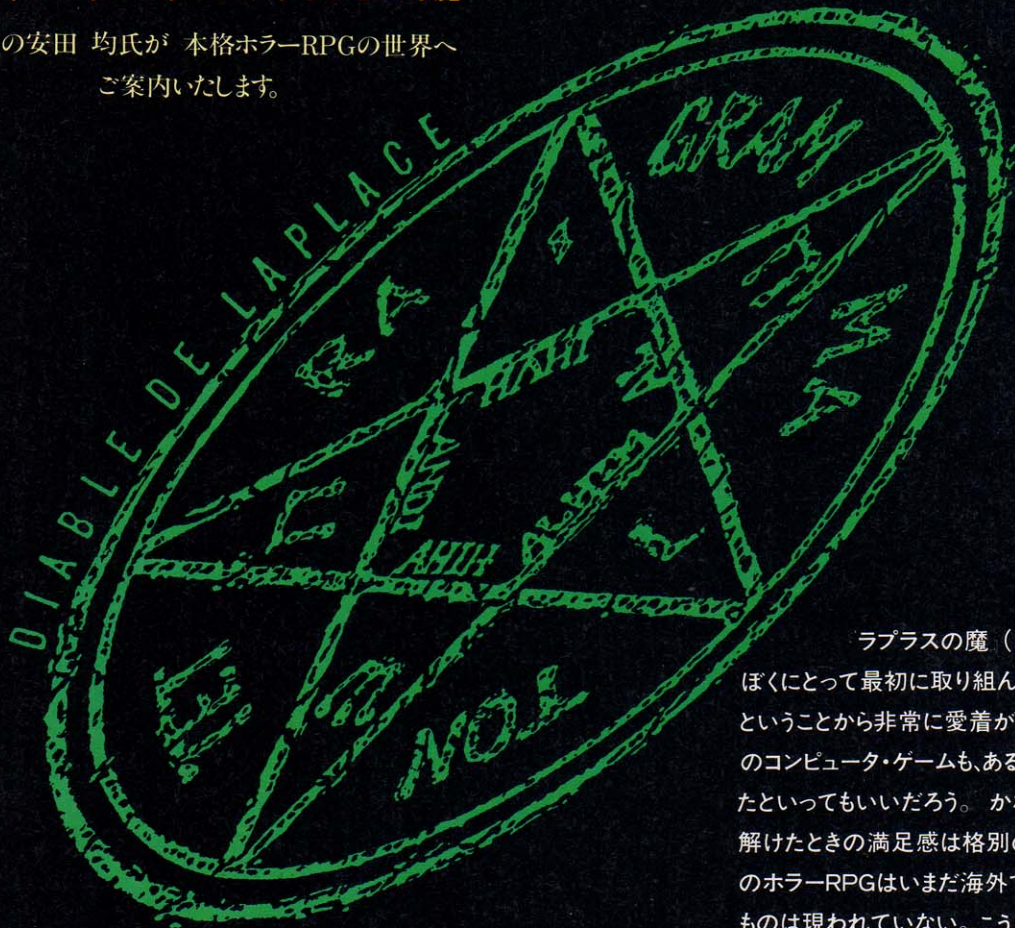 の安田 均氏が 本格ホラーRPGの世界へ
ご案内いたします。
DIABLE DE LAPLACE
GRAM
MA
TON
RA
AHIH
ラプラスの魔（
ぼくにとって最初に取り組ん
ということから非常に愛着が
のコンピュータ・ゲームも、ある
たといってもいいだろう。 か
解けたときの満足感は格別
のホラーRPGはいまだ海外で
ものは現われていない。こう